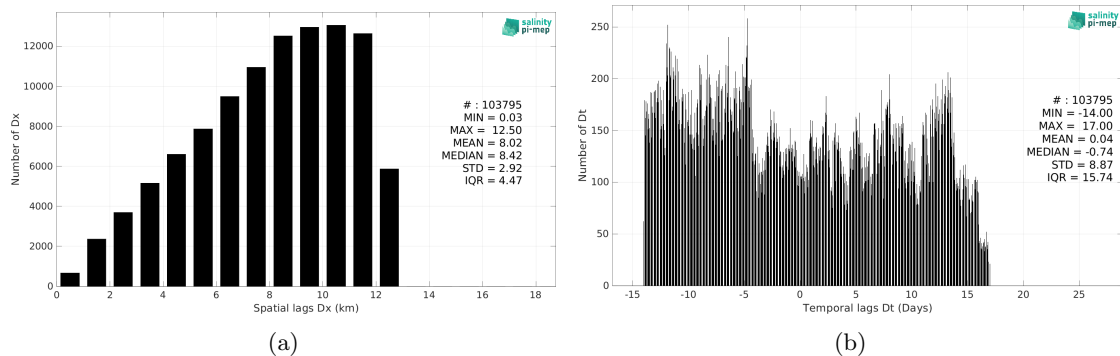 12000
10000
8000
6000
4000
2000
0
Number of Dx
0 2 4 6 8 10 12 14 16 18
Spatial lags Dx (km)
salinity
pi-mep
# : 103795
MIN = 0.03
MAX = 12.50
MEAN = 8.02
MEDIAN = 8.42
STD = 2.92
IQR = 4.47
(a)
250
200
150
100
50
0
Number of Dt
-15 -10 -5 0 5 10 15 20 25
Temporal lags Dt (Days)
salinity
pi-mep
# : 103795
MIN = -14.00
MAX = 17.00
MEAN = 0.04
MEDIAN = -0.74
STD = 8.87
IQR = 15.74
(b)